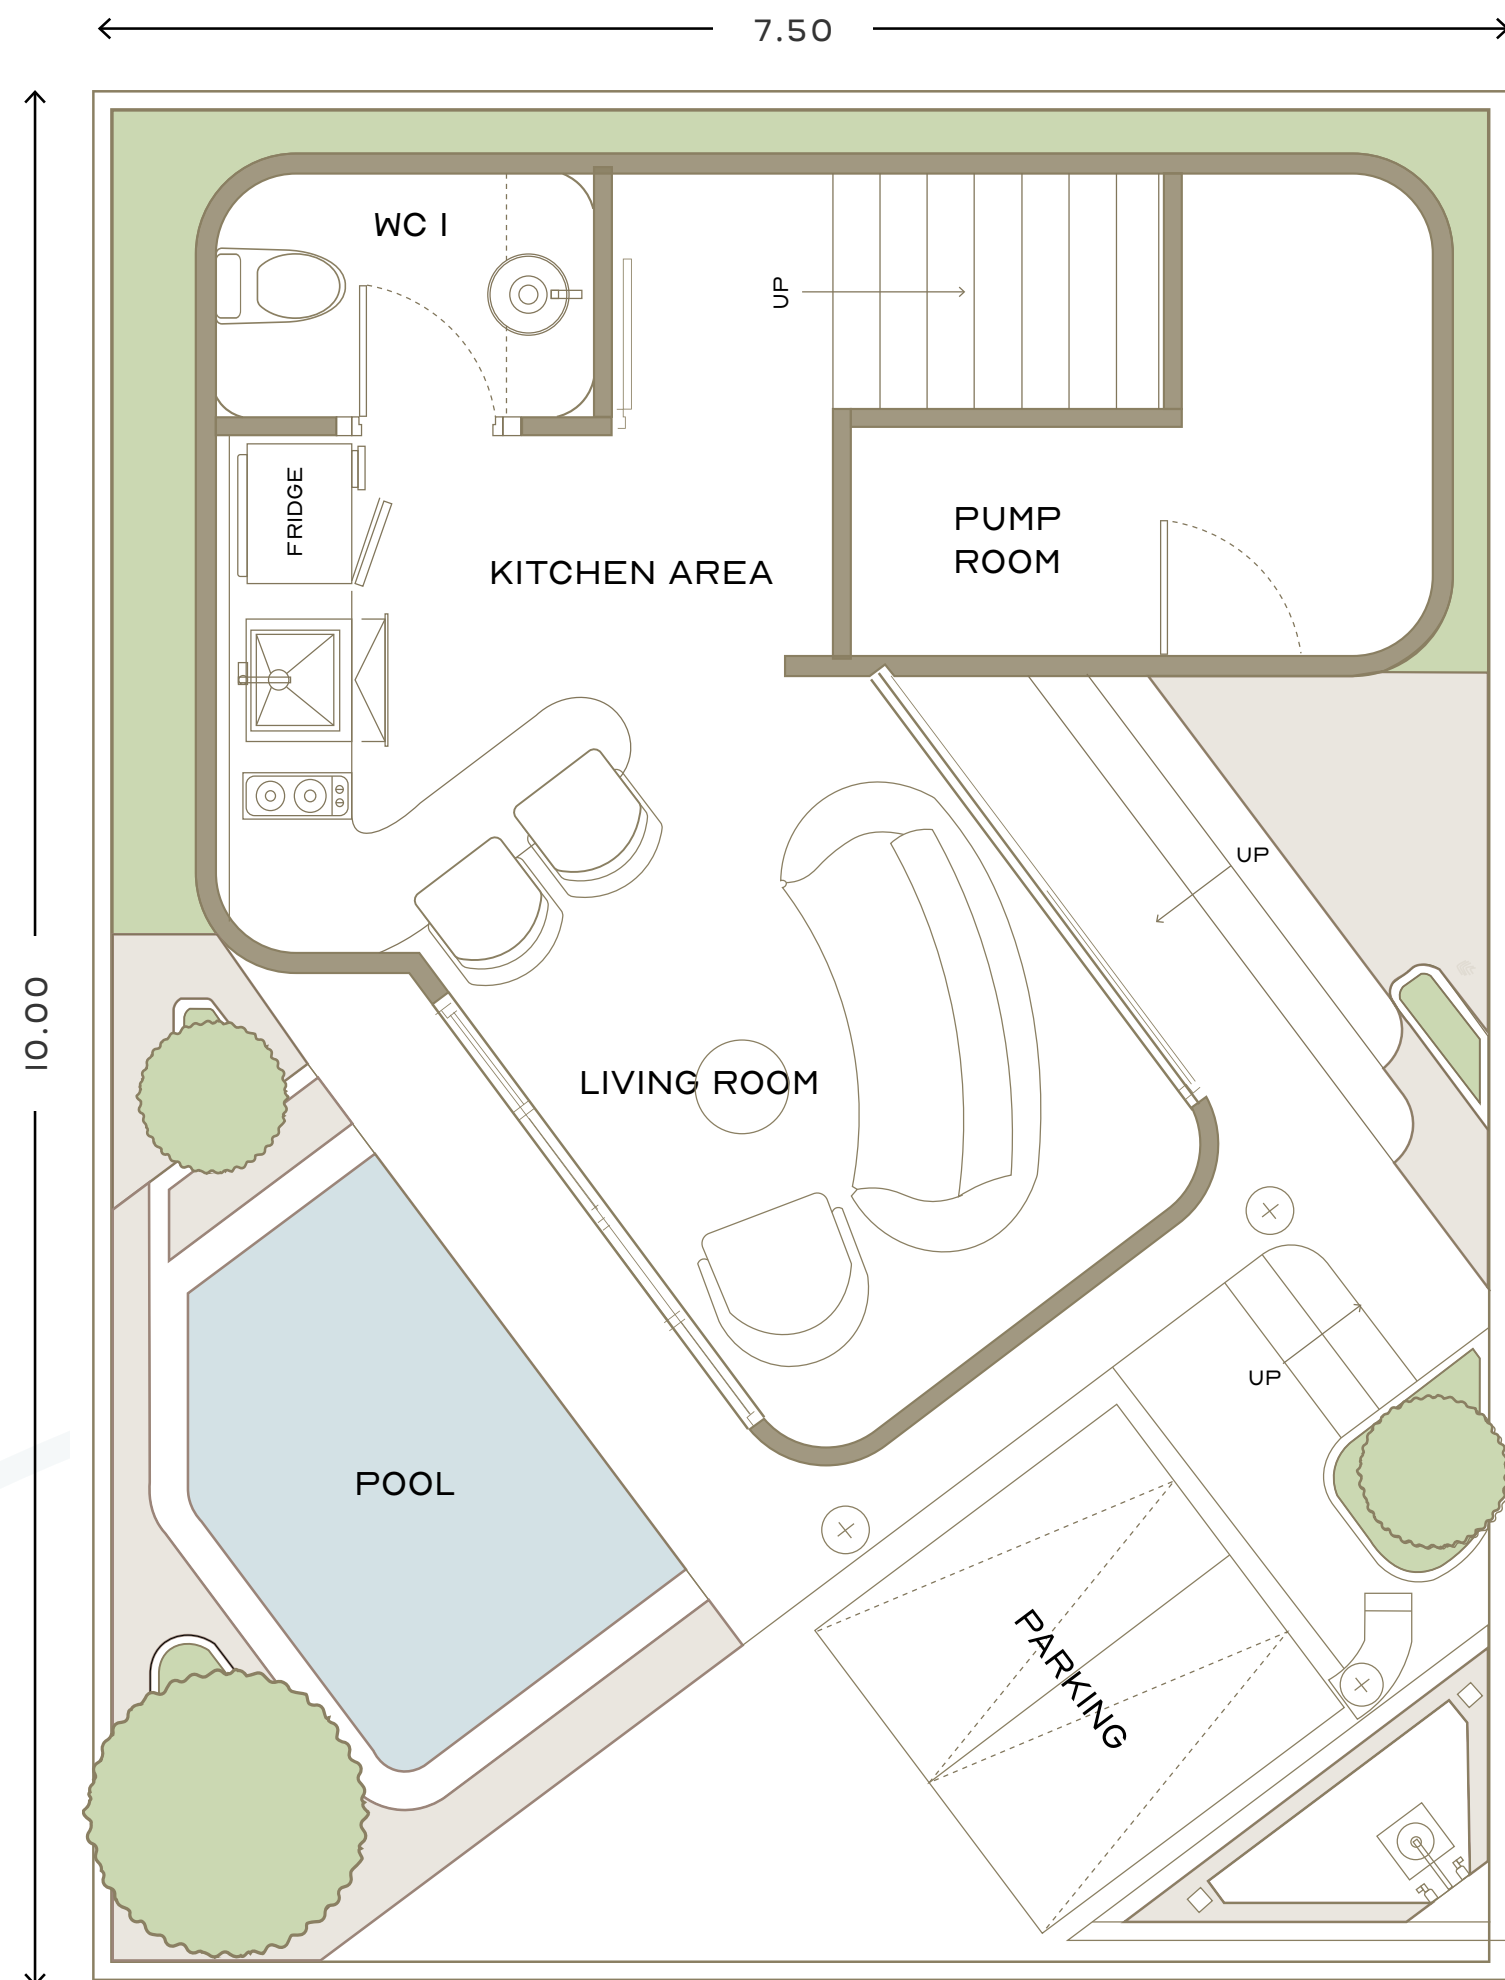 7.50
WC I
UP
FRIDGE
PUMP
ROOM
KITCHEN AREA
UP
10.00
LIVING ROOM
UP
POOL
PARKING